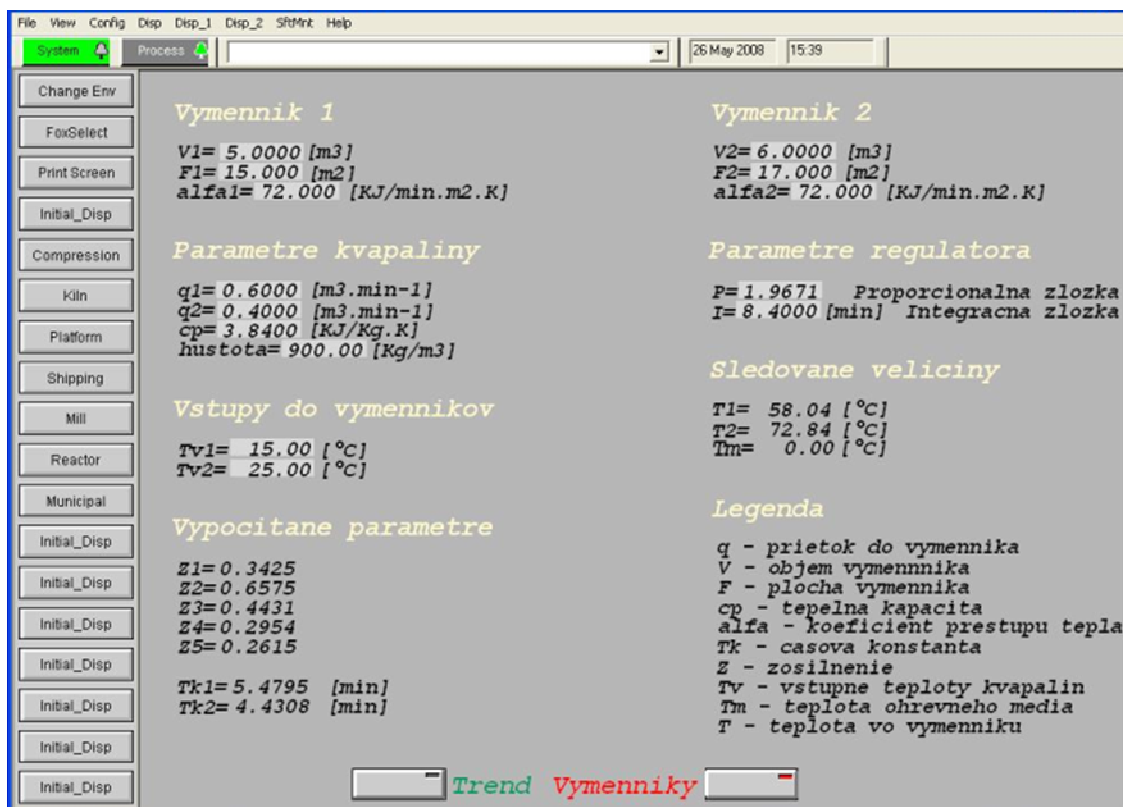 File View Config Disp Disp_1 Disp_2 SftMnt Help
System Process 26 May 2008 15:39
Change Env
FoxSelect
Print Screen
Initial_Disp
Compression
Kiln
Platform
Shipping
Mill
Reactor
Municipal
Initial_Disp
Initial_Disp
Initial_Disp
Initial_Disp
Initial_Disp
Initial_Disp
Initial_Disp
Vymennik 1
V1= 5.0000 [m3]
F1= 15.000 [m2]
alfa1= 72.000 [KJ/min.m2.K]
Parametre kvapaliny
q1= 0.6000 [m3.min-1]
q2= 0.4000 [m3.min-1]
cp= 3.8400 [KJ/Kg.K]
hustota= 900.00 [Kg/m3]
Vstupy do vymennikov
Tv1= 15.00 [°C]
Tv2= 25.00 [°C]
Vypocitane parametre
Z1= 0.3425
Z2= 0.6575
Z3= 0.4431
Z4= 0.2954
Z5= 0.2615
Tk1= 5.4795 [min]
Tk2= 4.4308 [min]
Vymennik 2
V2= 6.0000 [m3]
F2= 17.000 [m2]
alfa2= 72.000 [KJ/min.m2.K]
Parametre regulatora
P= 1.9671 Proporcionalna zlozka
I= 8.4000 [min] Integracna zlozka
Sledovane veliciny
T1= 58.04 [°C]
T2= 72.84 [°C]
Tm= 0.00 [°C]
Legenda
q - prietok do vymennika
V - objem vymennnika
F - plocha vymennika
cp - tepelna kapacita
alfa - koeficient prestupu tepla
Tk - casova konstanta
Z - zosilnenie
Tv - vstupne teploty kvapalin
Tm - teplota ohrevneho media
T - teplota vo vymenniku
Trend Vymenniky